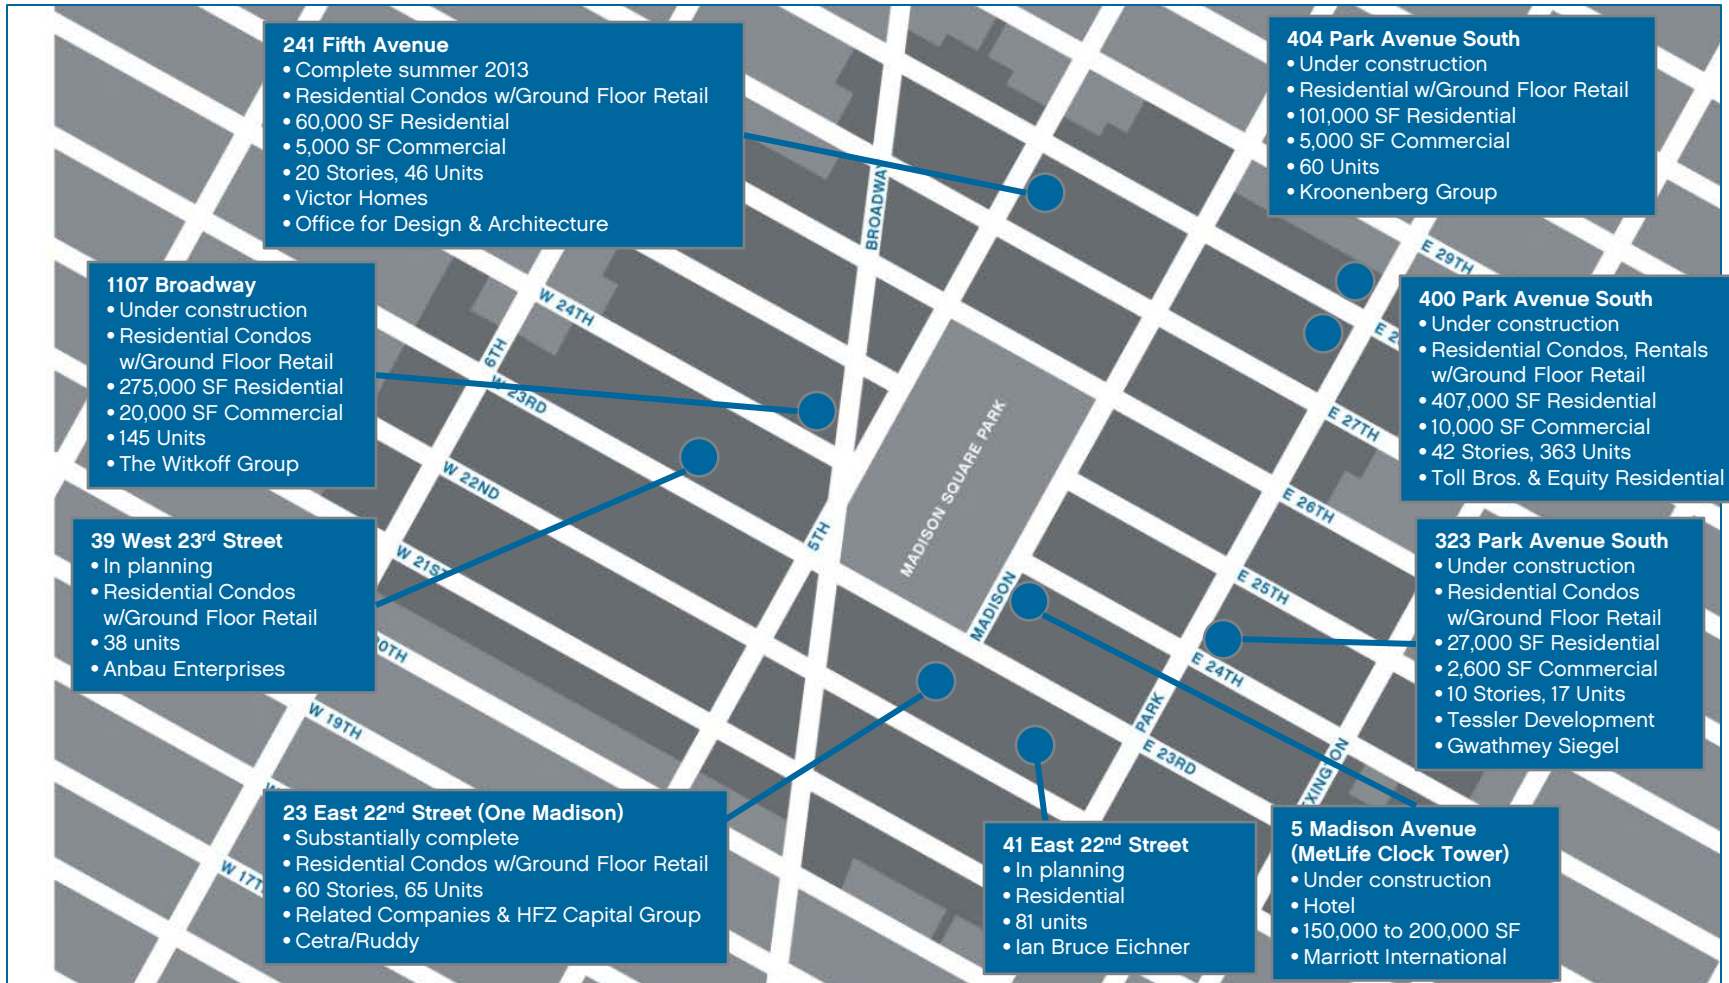 241 Fifth Avenue
• Complete summer 2013
• Residential Condos w/Ground Floor Retail
• 60,000 SF Residential
• 5,000 SF Commercial
• 20 Stories, 46 Units
• Victor Homes
• Office for Design & Architecture
404 Park Avenue South
• Under construction
• Residential w/Ground Floor Retail
• 101,000 SF Residential
• 5,000 SF Commercial
• 60 Units
• Kroonenberg Group
1107 Broadway
• Under construction
• Residential Condos
w/Ground Floor Retail
• 275,000 SF Residential
• 20,000 SF Commercial
• 145 Units
• The Witkoff Group
400 Park Avenue South
• Under construction
• Residential Condos, Rentals
w/Ground Floor Retail
• 407,000 SF Residential
• 10,000 SF Commercial
• 42 Stories, 363 Units
• Toll Bros. & Equity Residential
39 West 23rd Street
• In planning
• Residential Condos
w/Ground Floor Retail
• 38 units
• Anbau Enterprises
323 Park Avenue South
• Under construction
• Residential Condos
w/Ground Floor Retail
• 27,000 SF Residential
• 2,600 SF Commercial
• 10 Stories, 17 Units
• Tessler Development
• Gwathmey Siegel
23 East 22nd Street (One Madison)
• Substantially complete
• Residential Condos w/Ground Floor Retail
• 60 Stories, 65 Units
• Related Companies & HFZ Capital Group
• Cetra/Ruddy
41 East 22nd Street
• In planning
• Residential
• 81 units
• Ian Bruce Eichner
5 Madison Avenue
(MetLife Clock Tower)
• Under construction
• Hotel
• 150,000 to 200,000 SF
• Marriott International
BROADWAY
E 29TH
W 24TH
6TH
W 23RD
E 27TH
MADISON SQUARE PARK
W 22ND
E 26TH
5TH
W 21ST
E 25TH
MADISON
E 24TH
W 19TH
PARK
E 23RD